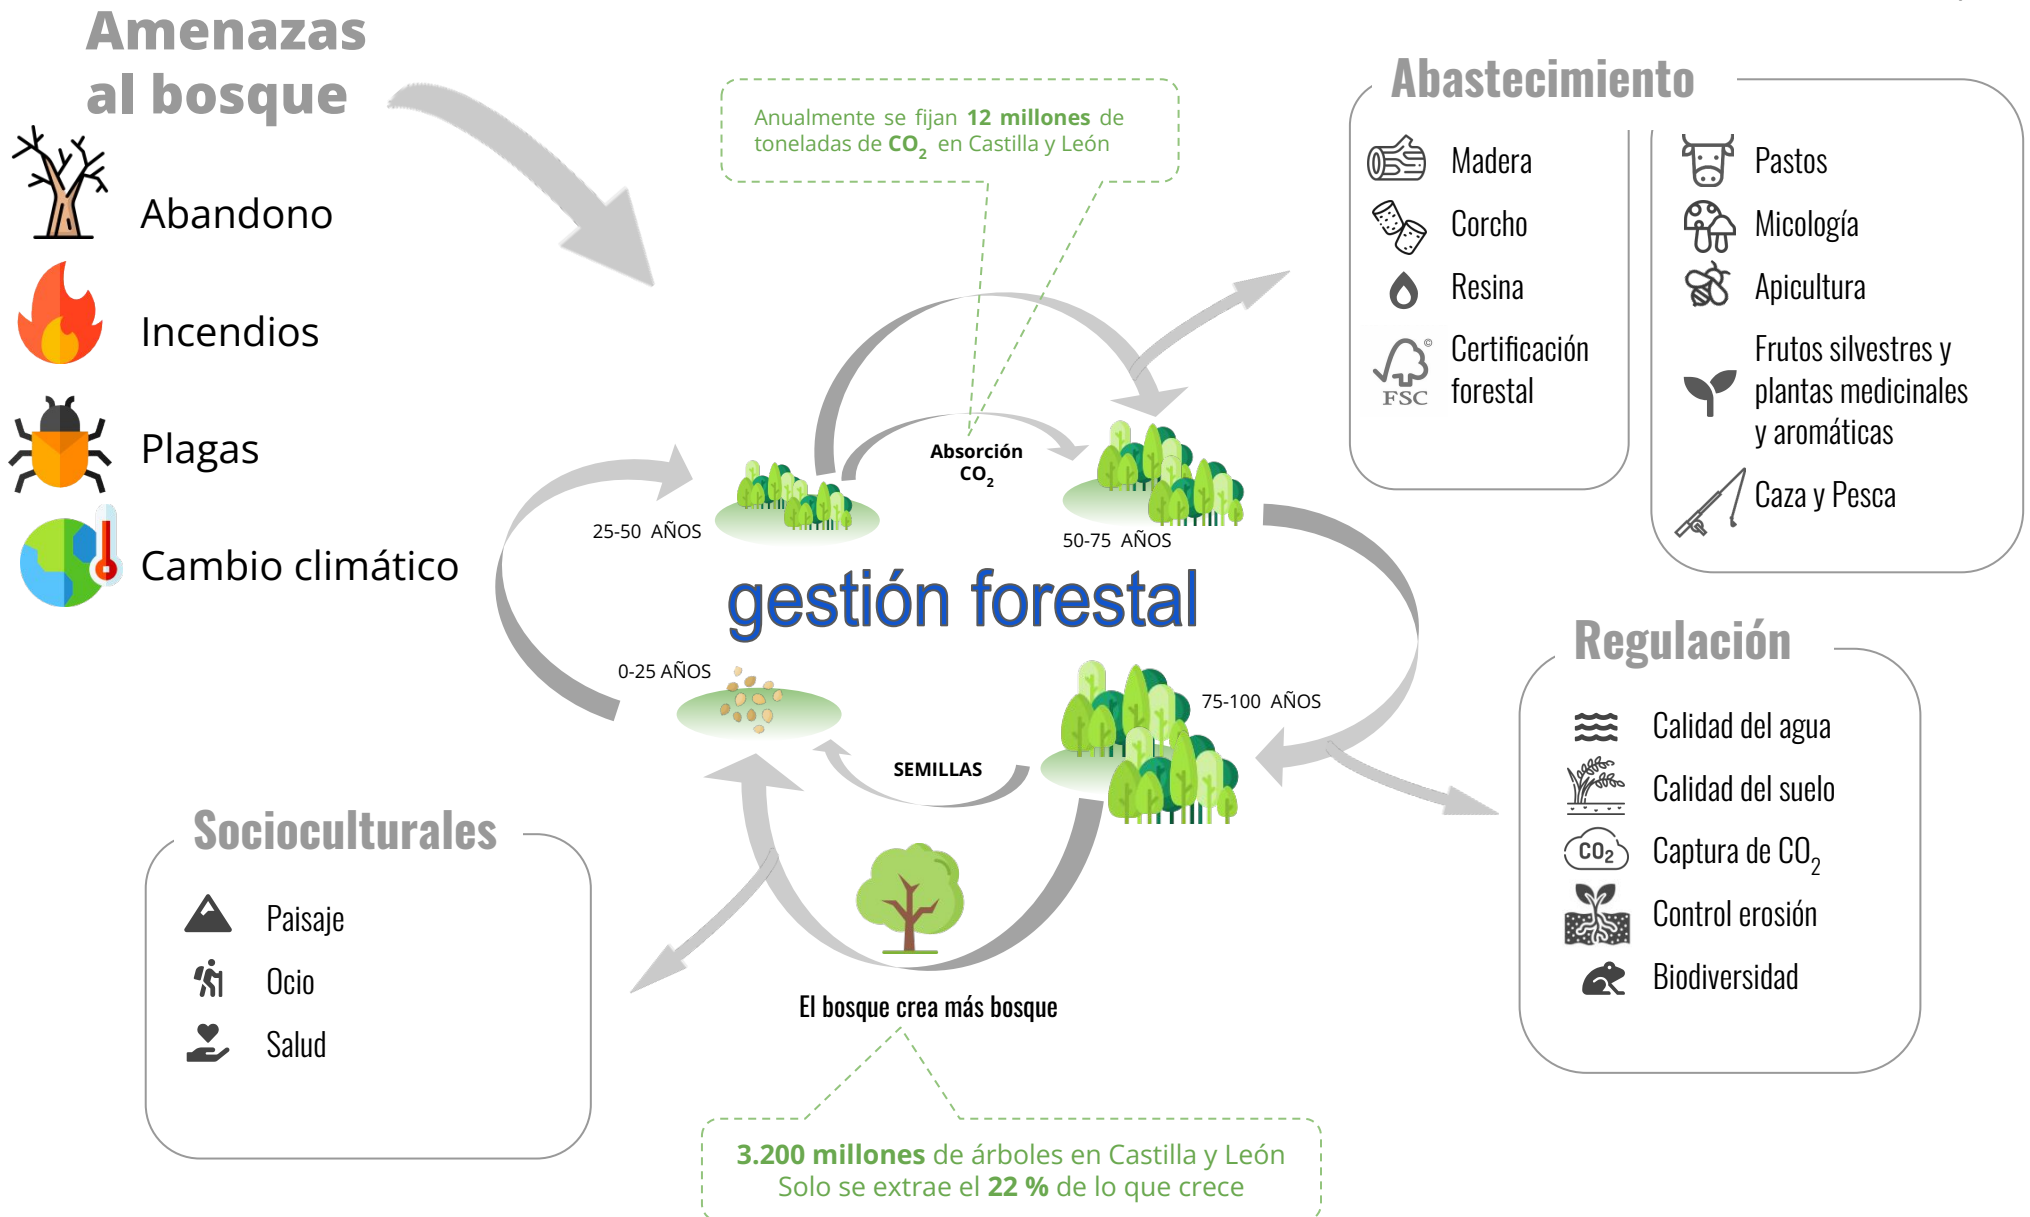 Amenazas
al bosque
Abandono
Incendios
Plagas
Cambio climático
Anualmente se fijan 12 millones de
toneladas de CO₂ en Castilla y León
Absorción
CO₂
25-50 AÑOS
50-75 AÑOS
gestión forestal
0-25 AÑOS
75-100 AÑOS
SEMILLAS
El bosque crea más bosque
3.200 millones de árboles en Castilla y León
Solo se extrae el 22 % de lo que crece
Abastecimiento
Madera
Corcho
Resina
©
FSC
Certificación
forestal
Pastos
Micología
Apicultura
Frutos silvestres y
plantas medicinales
y aromáticas
Caza y Pesca
Regulación
Calidad del agua
Calidad del suelo
CO₂
Captura de CO₂
Control erosión
Biodiversidad
Socioculturales
Paisaje
Ocio
Salud